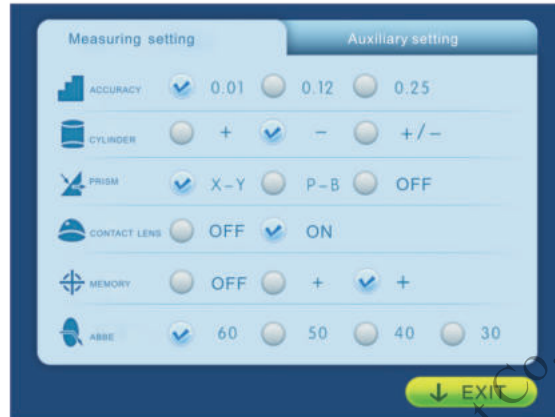 Measuring setting Auxiliary setting
ACCURACY 0.01 0.12 0.25
CYLINDER + − +/−
PRISM X−Y P−B OFF
CONTACT LENS OFF ON
MEMORY OFF + +
ABBE 60 50 40 30
EXIT